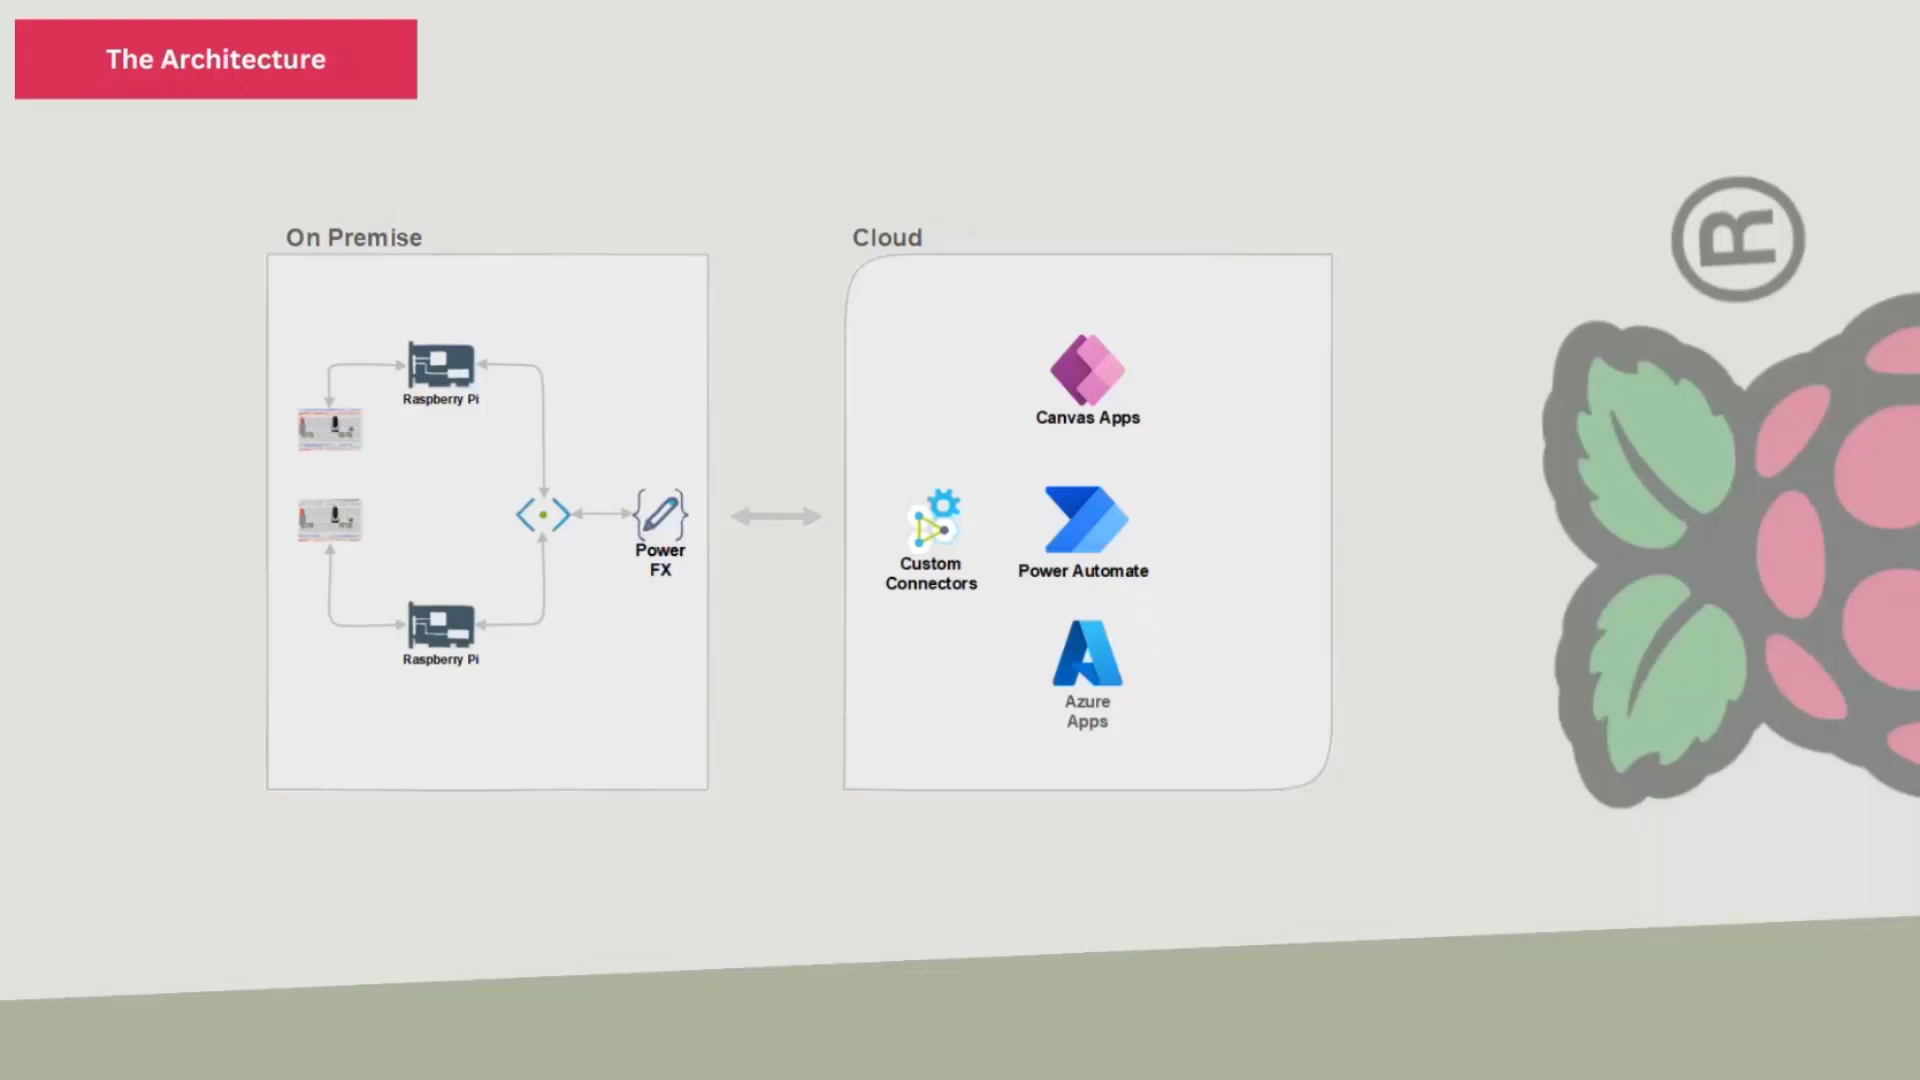 The Architecture
On Premise
Raspberry Pi
Power
FX
Raspberry Pi
Cloud
Canvas Apps
Custom
Connectors
Power Automate
Azure
Apps
®